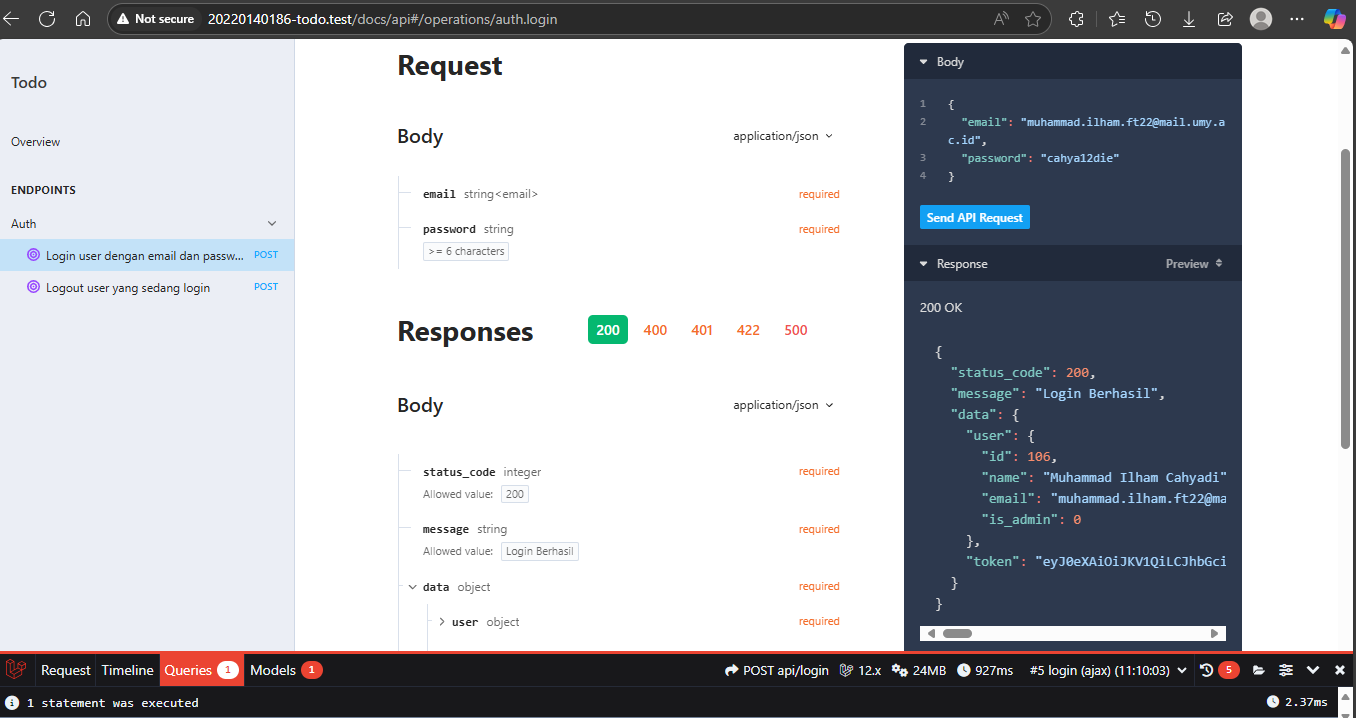 Not secure
20220140186-todo.test/docs/api#/operations/auth.login
Todo
Overview
ENDPOINTS
Auth
Login user dengan email dan passw... POST
Logout user yang sedang login POST
Request
Body application/json
email string<email> required
password string required
>= 6 characters
Responses 200 400 401 422 500
Body application/json
status_code integer required
Allowed value: 200
message string required
Allowed value: Login Berhasil
data object required
user object required
Body
1 {
2 "email": "muhammad.ilham.ft22@mail.umy.a
c.id",
3 "password": "cahya12die"
4 }
Send API Request
Response Preview
200 OK
{
"status_code": 200,
"message": "Login Berhasil",
"data": {
"user": {
"id": 106,
"name": "Muhammad Ilham Cahyadi"
"email": "muhammad.ilham.ft22@ma
"is_admin": 0
},
"token": "eyJ0eXAiOiJKV1QiLCJhbGci
}
}
Request Timeline Queries 1 Models 1 POST api/login 12.x 24MB 927ms #5 login (ajax) (11:10:03) 5
1 statement was executed 2.37ms